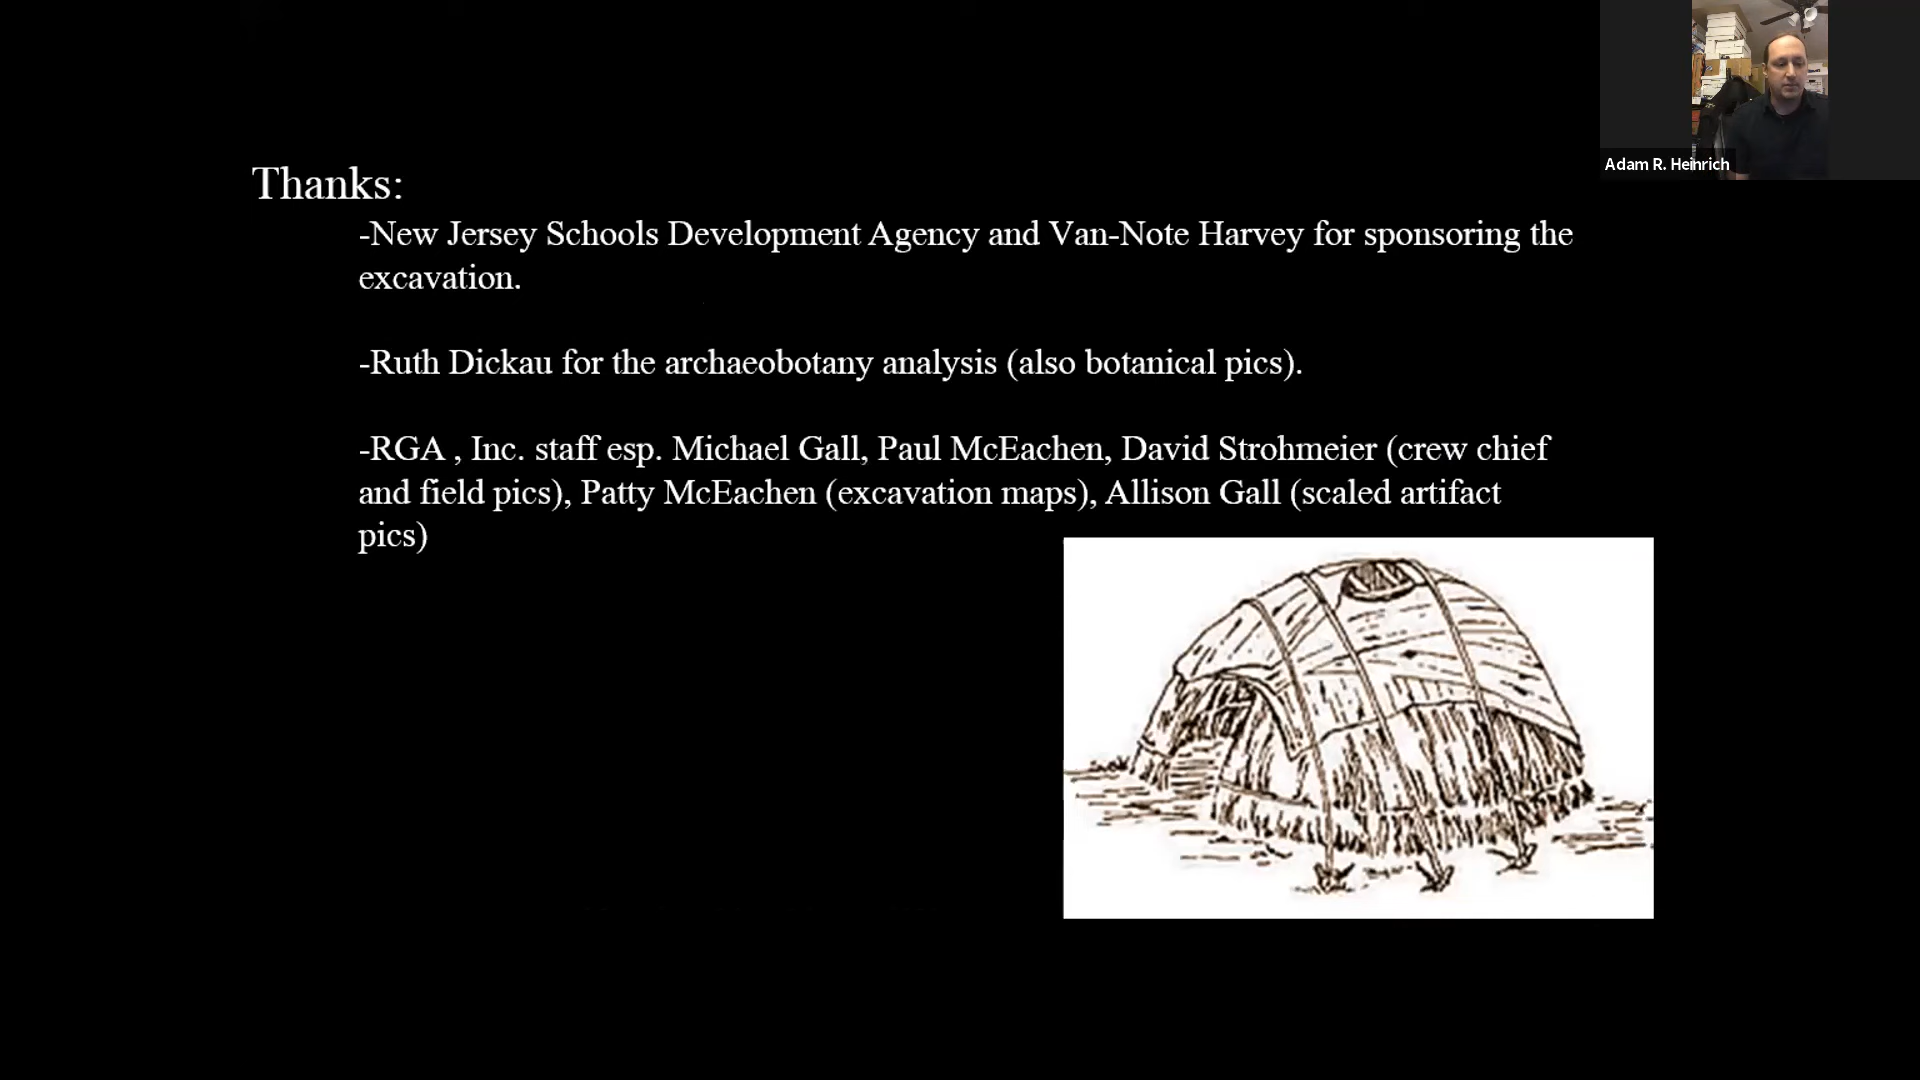 Adam R. Heinrich
Thanks:
-New Jersey Schools Development Agency and Van-Note Harvey for sponsoring the
excavation.
-Ruth Dickau for the archaeobotany analysis (also botanical pics).
-RGA , Inc. staff esp. Michael Gall, Paul McEachen, David Strohmeier (crew chief
and field pics), Patty McEachen (excavation maps), Allison Gall (scaled artifact
pics)